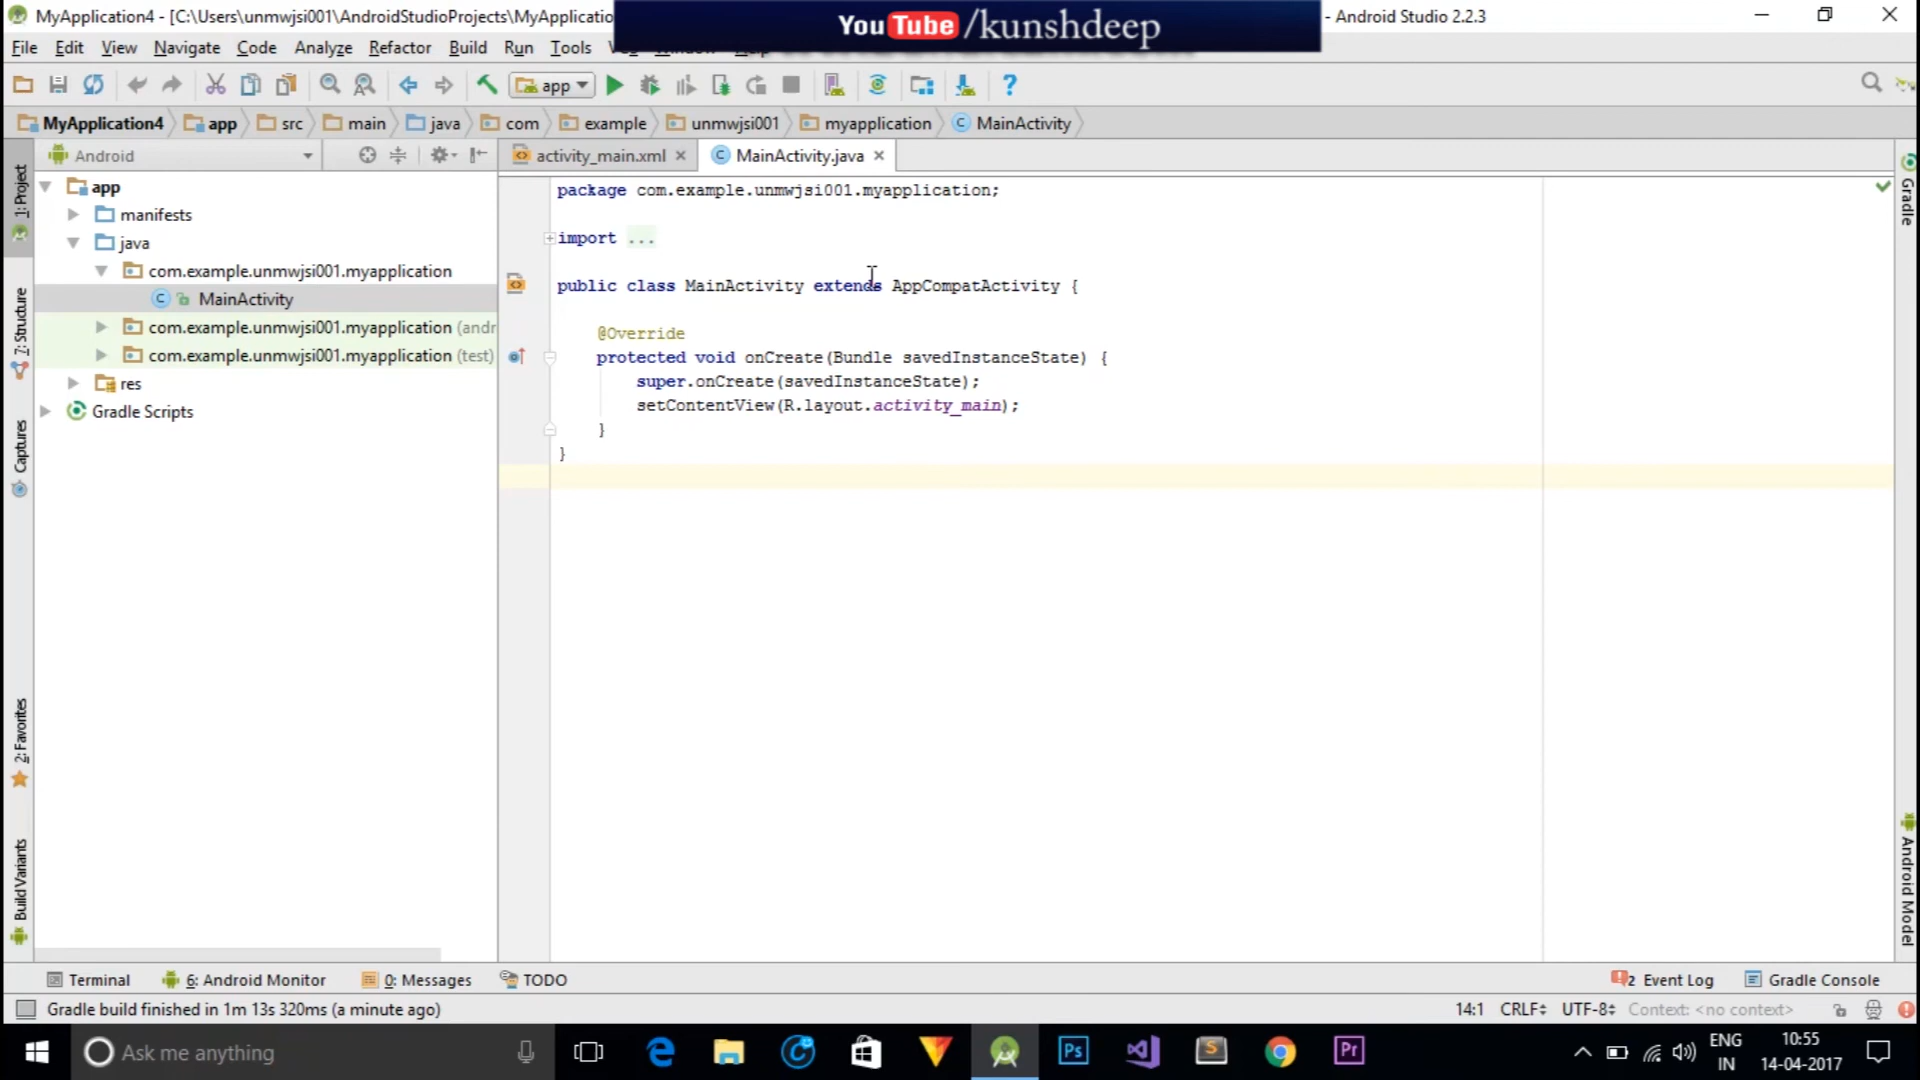 MyApplication4 - [C:\Users\unmwjsi001\AndroidStudioProjects\MyApplicatio
YouTube /kunshdeep
- Android Studio 2.2.3
File Edit View Navigate Code Analyze Refactor Build Run Tools
app
MyApplication4 app src main java com example unmwjsi001 myapplication MainActivity
Android
activity_main.xml
MainActivity.java
1: Project
7: Structure
Captures
2: Favorites
Build Variants
app
manifests
java
com.example.unmwjsi001.myapplication
MainActivity
com.example.unmwjsi001.myapplication (andr
com.example.unmwjsi001.myapplication (test)
res
Gradle Scripts
package com.example.unmwjsi001.myapplication;
import ...
public class MainActivity extends AppCompatActivity {
@Override
protected void onCreate(Bundle savedInstanceState) {
super.onCreate(savedInstanceState);
setContentView(R.layout.activity_main);
}
}
Gradle
Android Model
Terminal 6: Android Monitor 0: Messages TODO
2 Event Log Gradle Console
Gradle build finished in 1m 13s 320ms (a minute ago)
14:1 CRLF UTF-8 Context: <no context>
Ask me anything
Ps
S
Pr
ENG
IN
10:55
14-04-2017